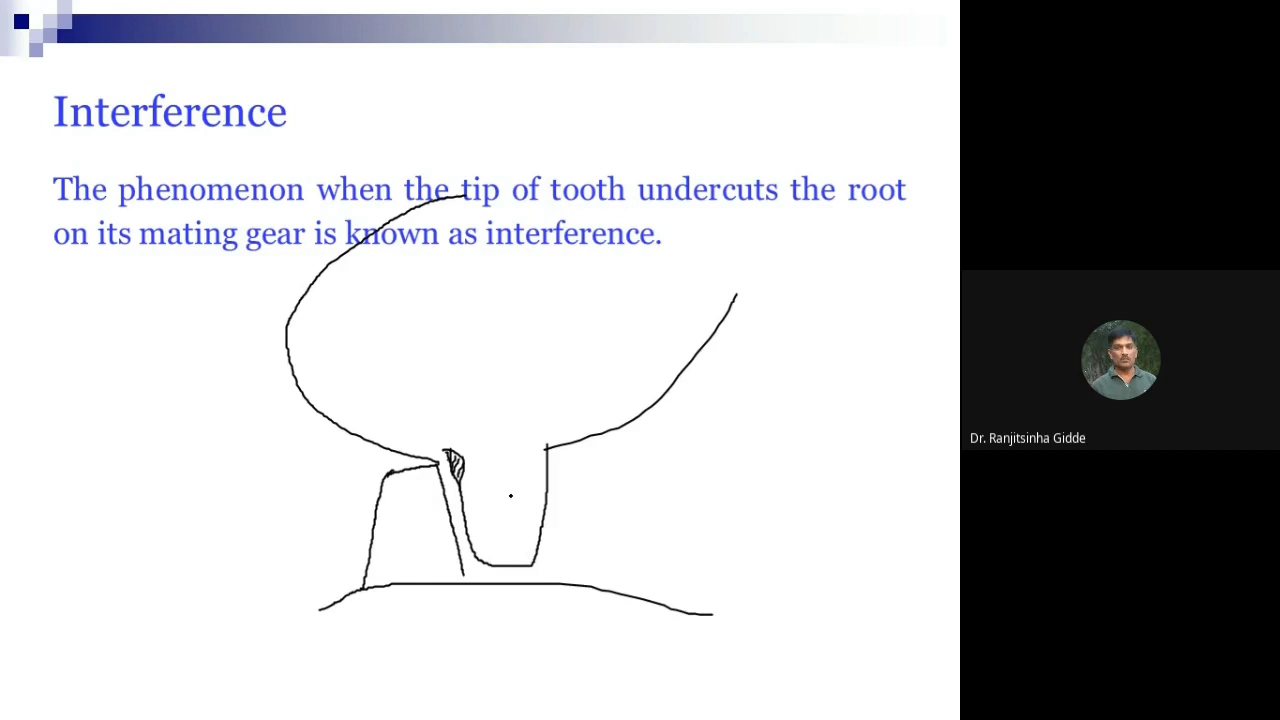 Interference
The phenomenon when the tip of tooth undercuts the root
on its mating gear is known as interference.
Dr. Ranjitsinha Gidde